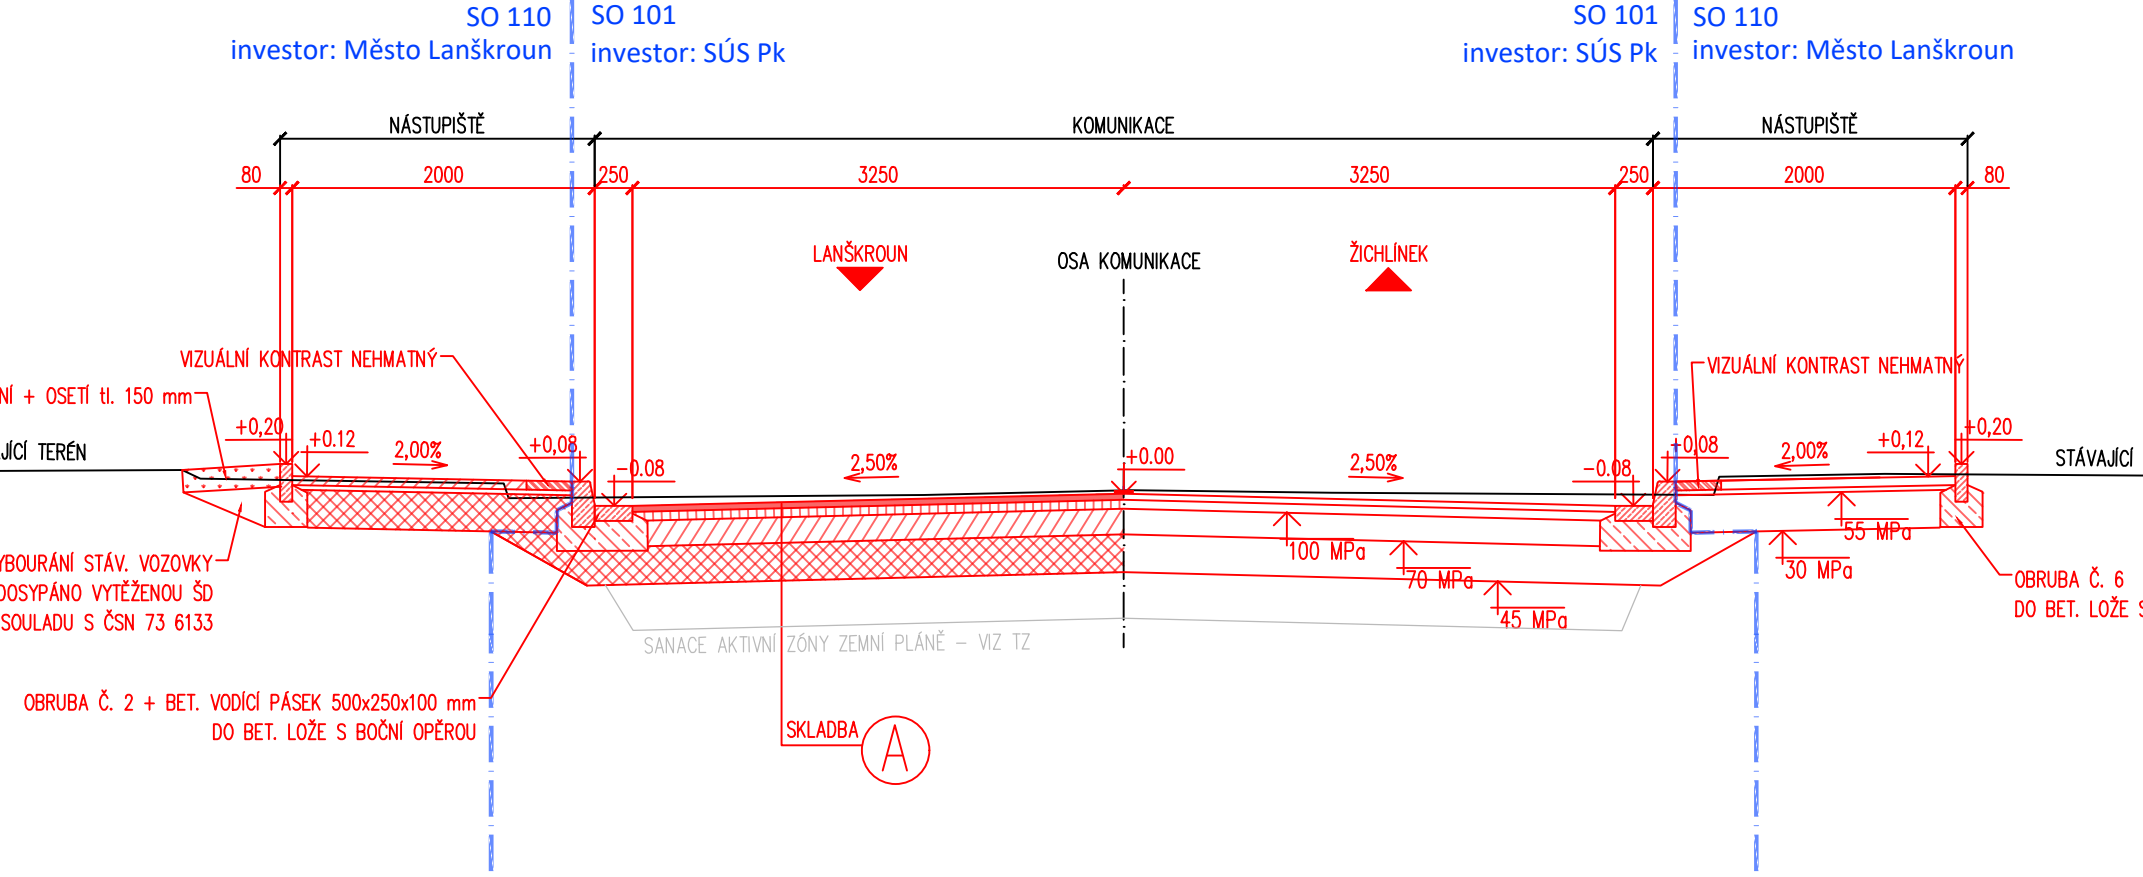 SO 110
SO 101
SO 101
SO 110
investor: Město Lanškroun
investor: SÚS Pk
investor: SÚS Pk
investor: Město Lanškroun
NÁSTUPIŠTĚ
KOMUNIKACE
NÁSTUPIŠTĚ
80
2000
250
3250
3250
250
2000
80
LANŠKROUN
OSA KOMUNIKACE
ŽICHLÍNEK
VIZUÁLNÍ KONTRAST NEHMATNÝ
VIZUÁLNÍ KONTRAST NEHMATNÝ
NÍ + OSETÍ tl. 150 mm
JÍCÍ TERÉN
+0,20
+0.12
2,00%
+0,08
-0.08
2,50%
+0.00
2,50%
-0.08
+0,08
2,00%
+0,12
+0,20
STÁVAJÍCÍ
100 MPa
70 MPa
45 MPa
55 MPa
30 MPa
YBOURÁNÍ STÁV. VOZOVKY
DOSYPÁNO VYTĚŽENOU ŠD
SOULADU S ČSN 73 6133
OBRUBA Č. 6
DO BET. LOŽE S
SANACE AKTIVNÍ ZÓNY ZEMNÍ PLÁNĚ – VIZ TZ
OBRUBA Č. 2 + BET. VODÍCÍ PÁSEK 500x250x100 mm
DO BET. LOŽE S BOČNÍ OPĚROU
SKLADBA
A